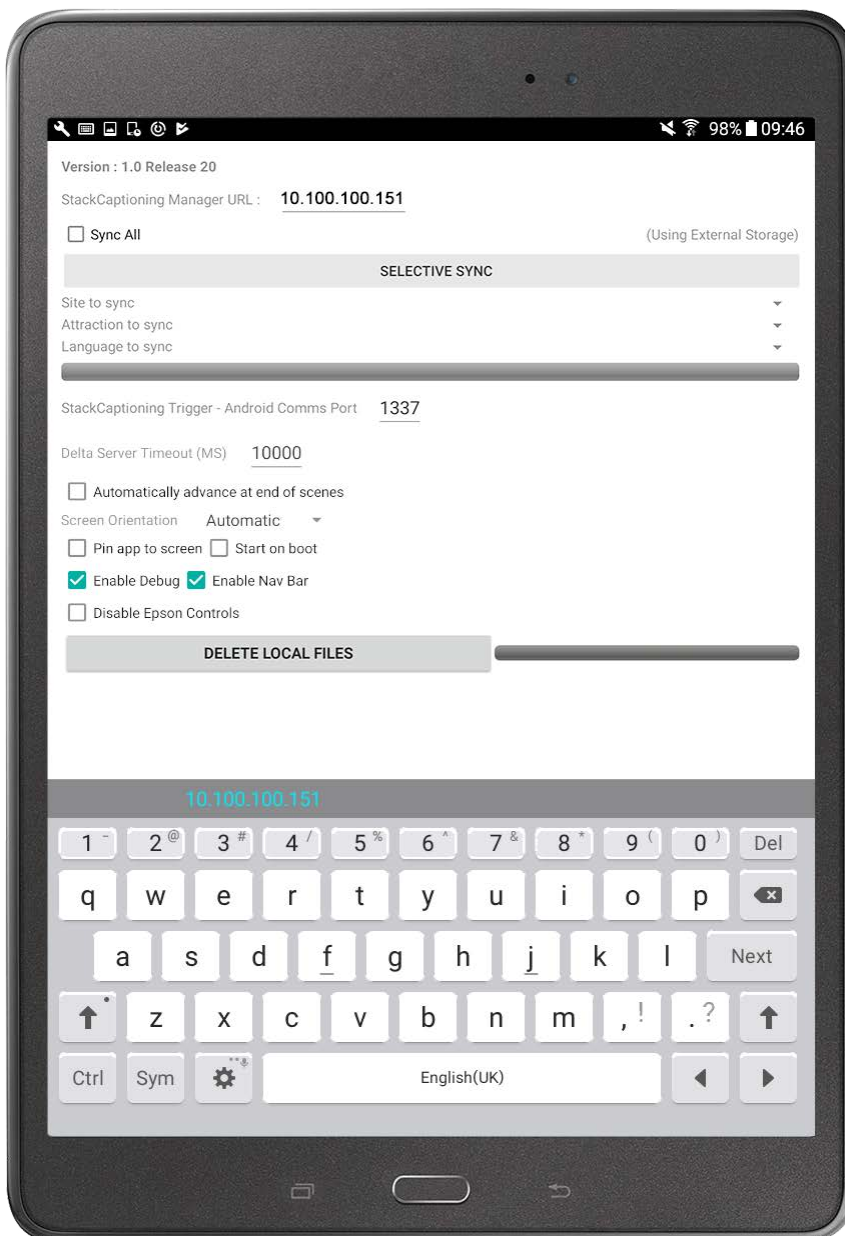 98% 09:46
Version : 1.0 Release 20
StackCaptioning Manager URL : 10.100.100.151
Sync All (Using External Storage)
SELECTIVE SYNC
Site to sync
Attraction to sync
Language to sync
StackCaptioning Trigger - Android Comms Port 1337
Delta Server Timeout (MS) 10000
Automatically advance at end of scenes
Screen Orientation Automatic
Pin app to screen Start on boot
Enable Debug Enable Nav Bar
Disable Epson Controls
DELETE LOCAL FILES
10.100.100.151
1 - 2 @ 3 # 4 / 5 % 6 ^ 7 & 8 * 9 ( 0 ) Del
q w e r t y u i o p
a s d f g h j k l Next
z x c v b n m , ! . ?
Ctrl Sym English(UK)